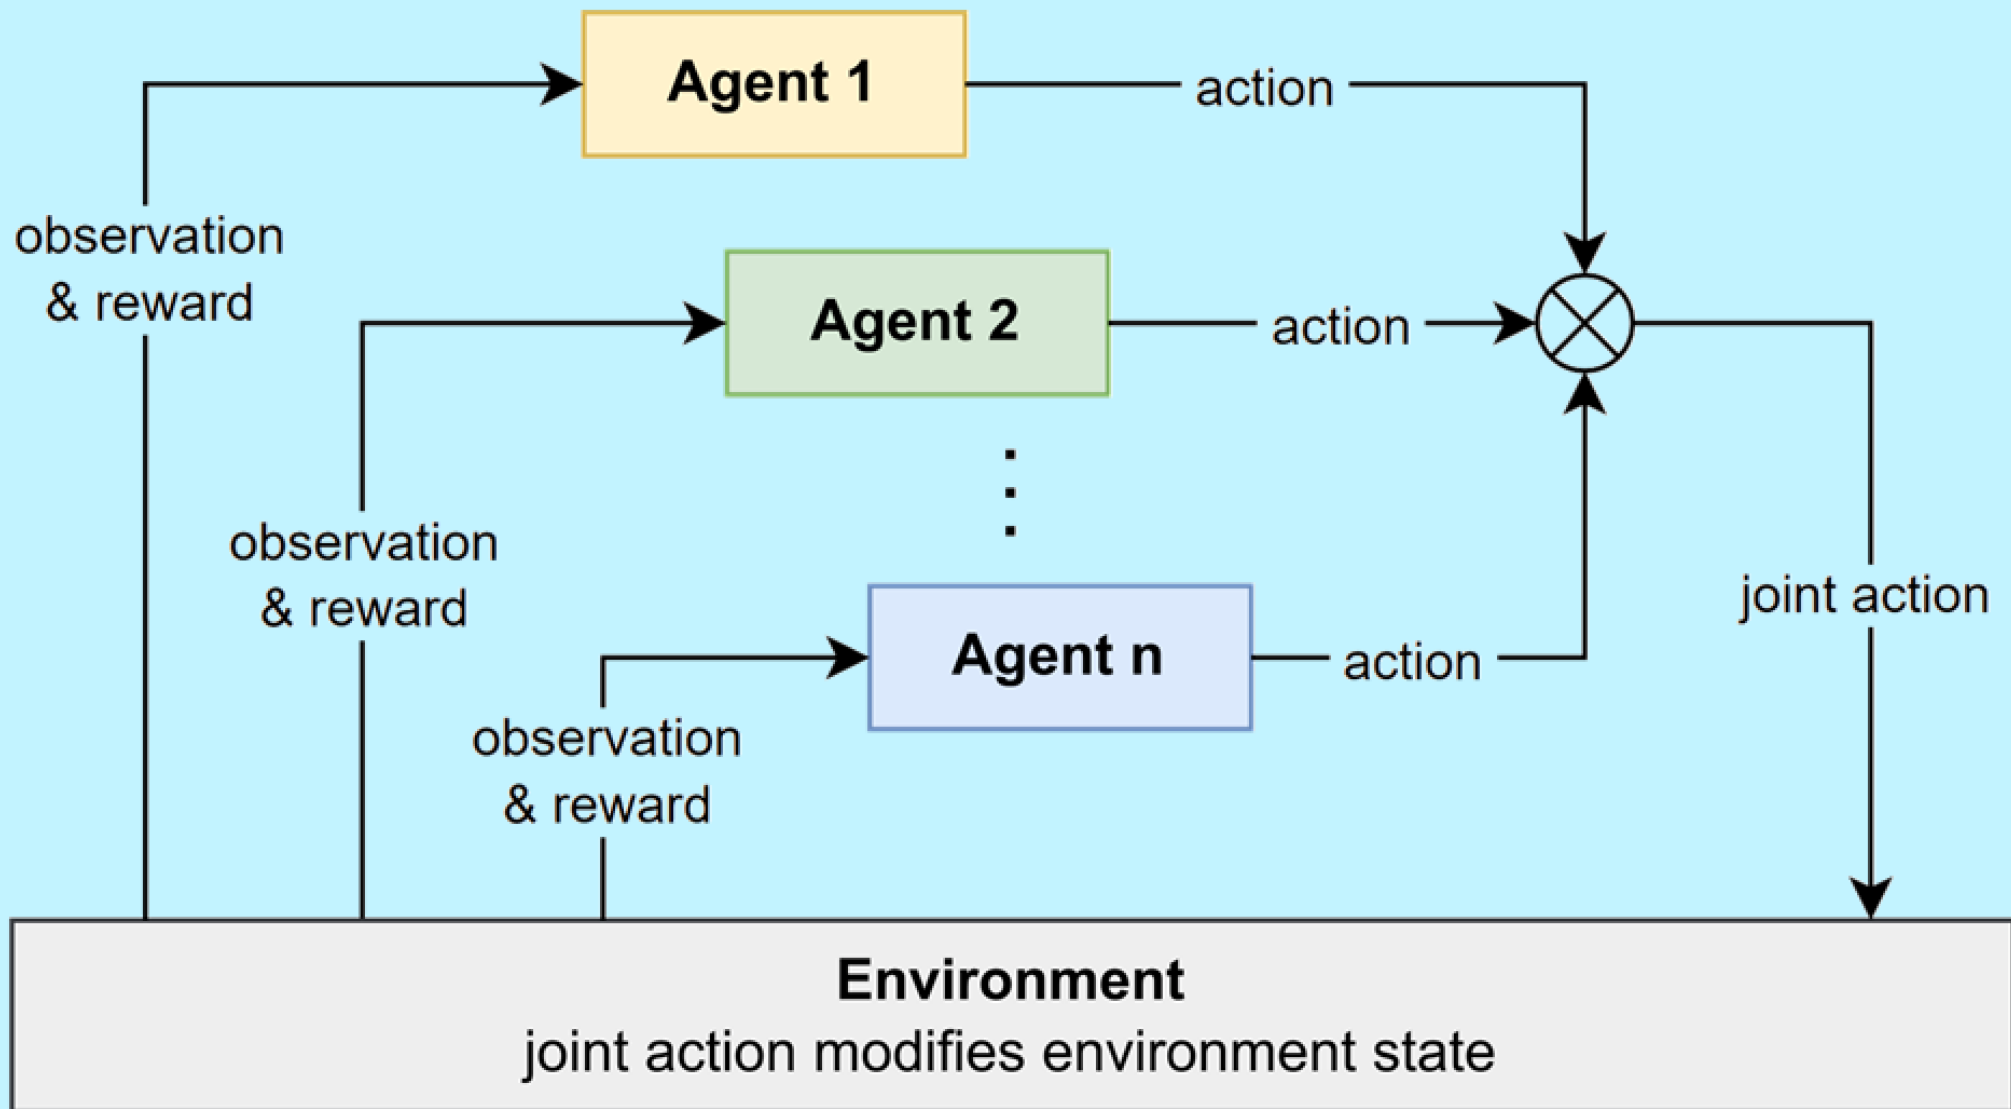 Agent 1
action
observation
& reward
Agent 2
action
observation
& reward
Agent n
action
joint action
observation
& reward
Environment
joint action modifies environment state